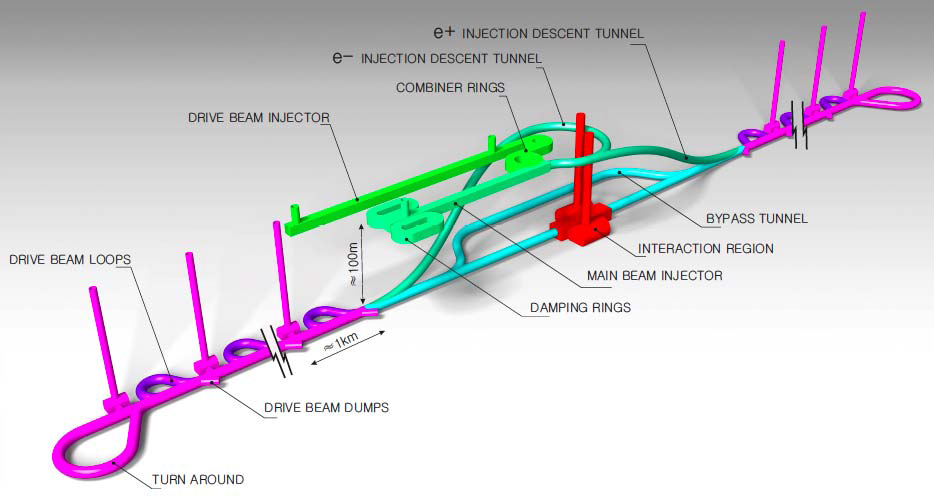 e+ INJECTION DESCENT TUNNEL
e− INJECTION DESCENT TUNNEL
COMBINER RINGS
DRIVE BEAM INJECTOR
BYPASS TUNNEL
INTERACTION REGION
DRIVE BEAM LOOPS
≈100m
MAIN BEAM INJECTOR
DAMPING RINGS
≈1km
DRIVE BEAM DUMPS
TURN AROUND